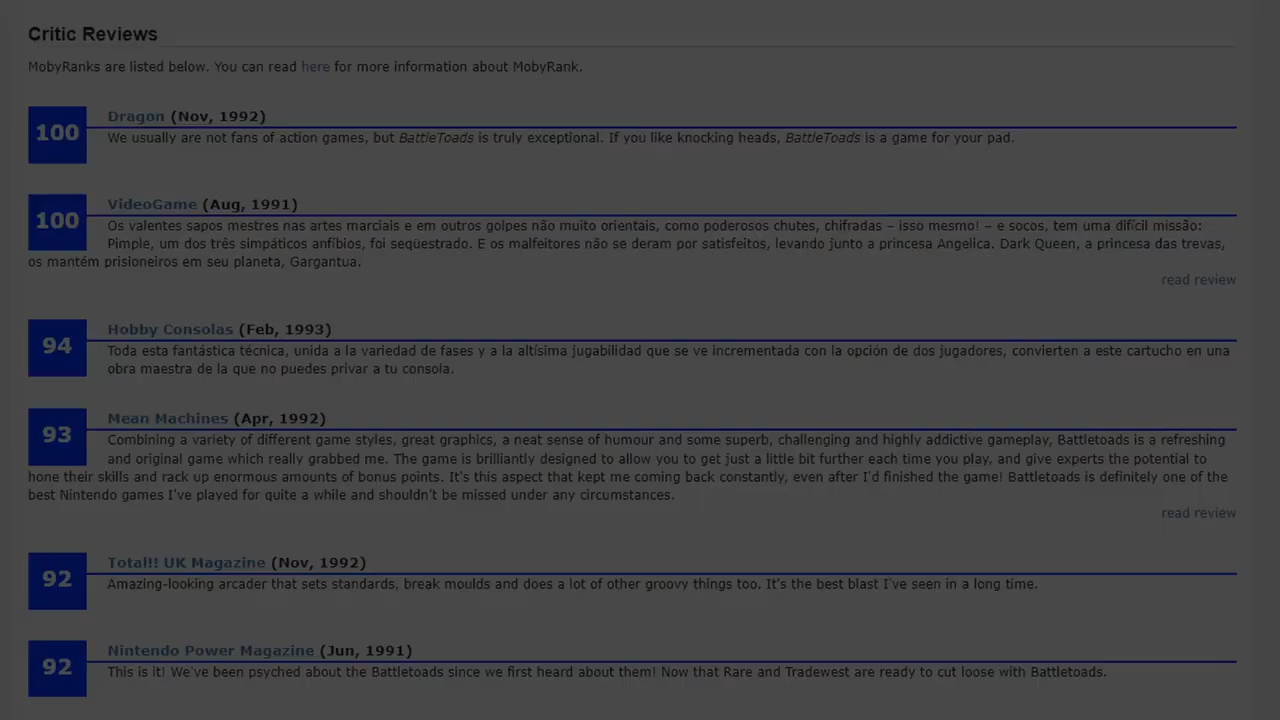 Critic Reviews
MobyRanks are listed below. You can read here for more information about MobyRank.
100
Dragon (Nov, 1992)
We usually are not fans of action games, but BattleToads is truly exceptional. If you like knocking heads, BattleToads is a game for your pad.
100
VideoGame (Aug, 1991)
Os valentes sapos mestres nas artes marciais e em outros golpes não muito orientais, como poderosos chutes, chifradas – isso mesmo! – e socos, tem uma difícil missão:
Pimple, um dos três simpáticos anfíbios, foi seqüestrado. E os malfeitores não se deram por satisfeitos, levando junto a princesa Angelica. Dark Queen, a princesa das trevas,
os mantém prisioneiros em seu planeta, Gargantua.
read review
94
Hobby Consolas (Feb, 1993)
Toda esta fantástica técnica, unida a la variedad de fases y a la altísima jugabilidad que se ve incrementada con la opción de dos jugadores, convierten a este cartucho en una
obra maestra de la que no puedes privar a tu consola.
93
Mean Machines (Apr, 1992)
Combining a variety of different game styles, great graphics, a neat sense of humour and some superb, challenging and highly addictive gameplay, Battletoads is a refreshing
and original game which really grabbed me. The game is brilliantly designed to allow you to get just a little bit further each time you play, and give experts the potential to
hone their skills and rack up enormous amounts of bonus points. It's this aspect that kept me coming back constantly, even after I'd finished the game! Battletoads is definitely one of the
best Nintendo games I've played for quite a while and shouldn't be missed under any circumstances.
read review
92
Total!! UK Magazine (Nov, 1992)
Amazing-looking arcader that sets standards, break moulds and does a lot of other groovy things too. It's the best blast I've seen in a long time.
92
Nintendo Power Magazine (Jun, 1991)
This is it! We've been psyched about the Battletoads since we first heard about them! Now that Rare and Tradewest are ready to cut loose with Battletoads.